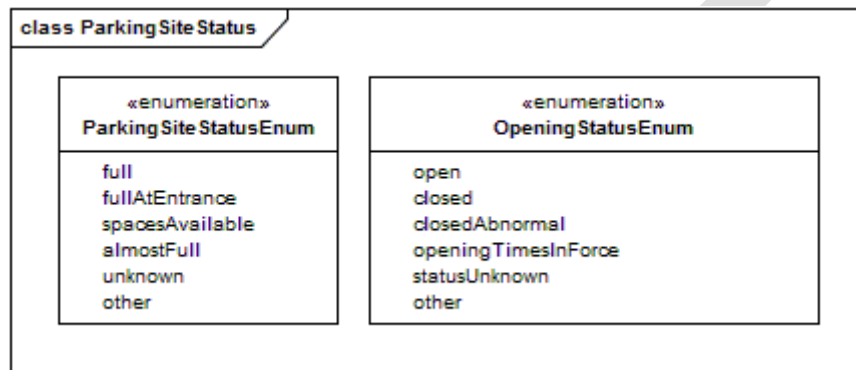 class ParkingSiteStatus
«enumeration»
ParkingSiteStatusEnum
full
fullAtEntrance
spacesAvailable
almostFull
unknown
other
«enumeration»
OpeningStatusEnum
open
closed
closedAbnormal
openingTimesInForce
statusUnknown
other